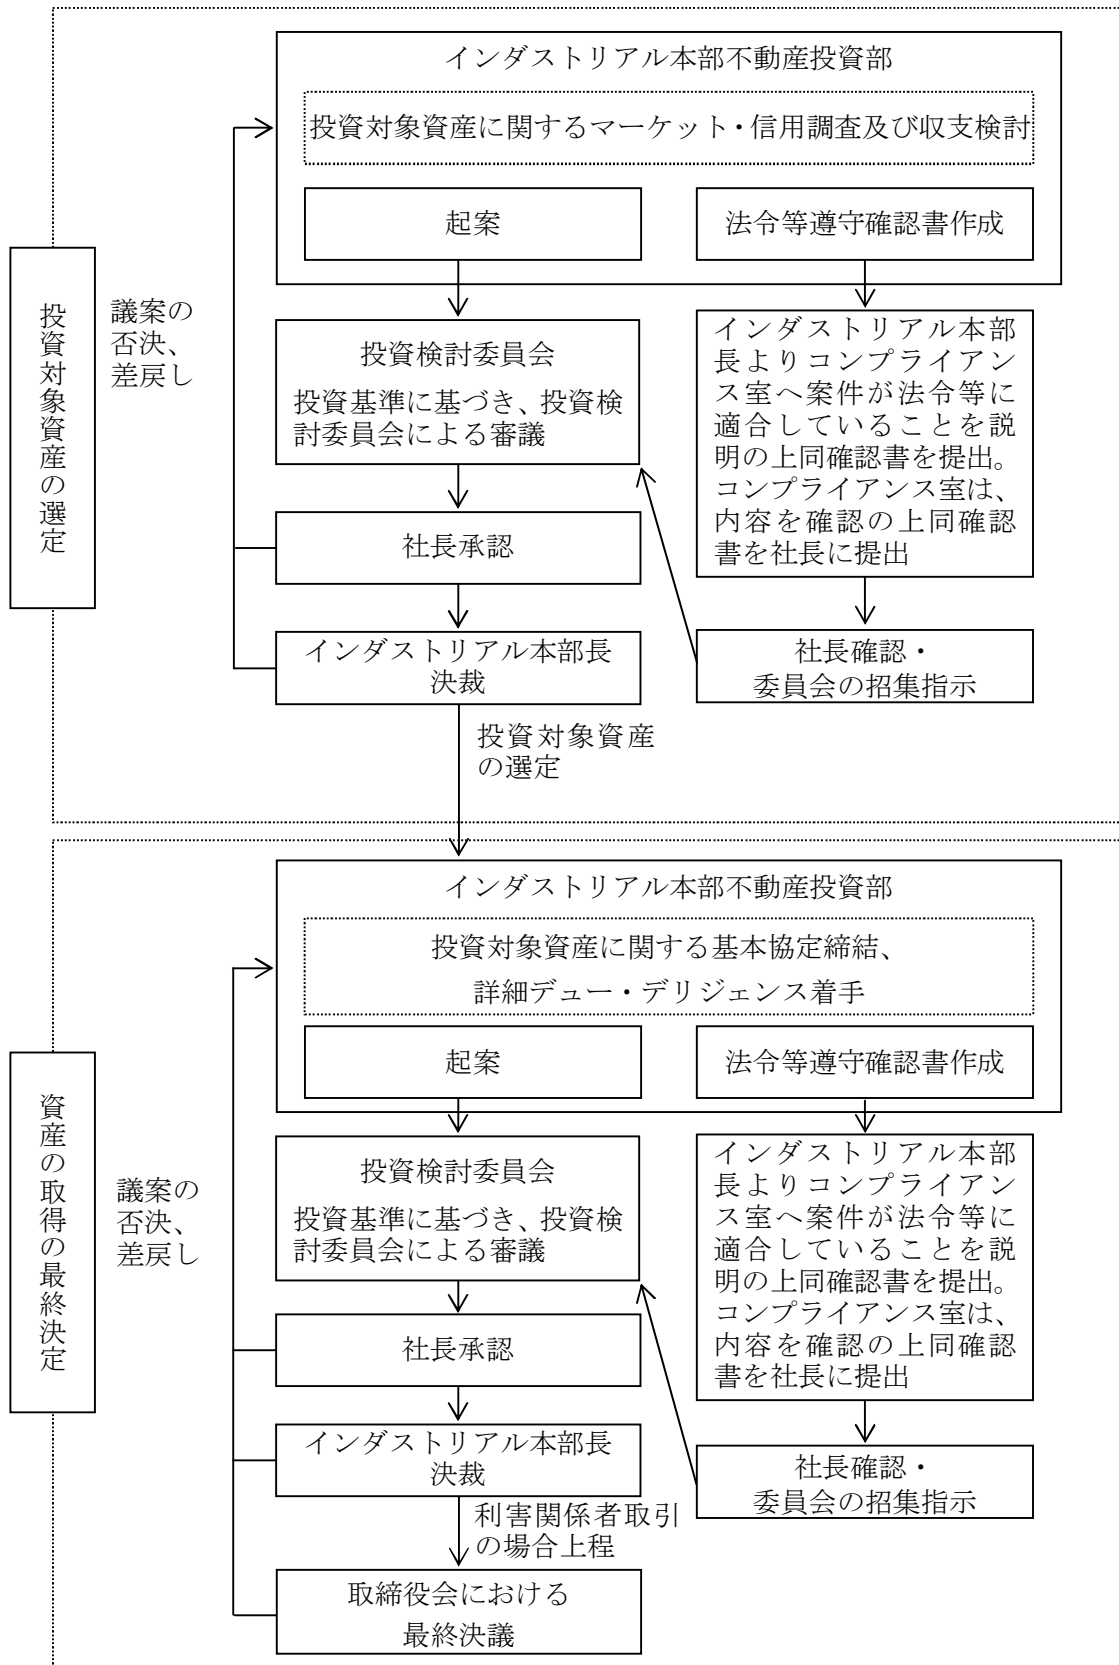 インダストリアル本部不動産投資部
投資対象資産に関するマーケット・信用調査及び収支検討
起案
法令等遵守確認書作成
投資対象資産の選定
議案の
否決、
差戻し
投資検討委員会
投資基準に基づき、投資検
討委員会による審議
インダストリアル本部
長よりコンプライアン
ス室へ案件が法令等に
適合していることを説
明の上同確認書を提出。
コンプライアンス室は、
内容を確認の上同確認
書を社長に提出
社長承認
インダストリアル本部長
決裁
社長確認・
委員会の招集指示
投資対象資産
の選定
インダストリアル本部不動産投資部
投資対象資産に関する基本協定締結、
詳細デュー・デリジェンス着手
起案
法令等遵守確認書作成
資産の取得の最終決定
議案の
否決、
差戻し
投資検討委員会
投資基準に基づき、投資検
討委員会による審議
インダストリアル本部
長よりコンプライアン
ス室へ案件が法令等に
適合していることを説
明の上同確認書を提出。
コンプライアンス室は、
内容を確認の上同確認
書を社長に提出
社長承認
インダストリアル本部長
決裁
社長確認・
委員会の招集指示
利害関係者取引
の場合上程
取締役会における
最終決議